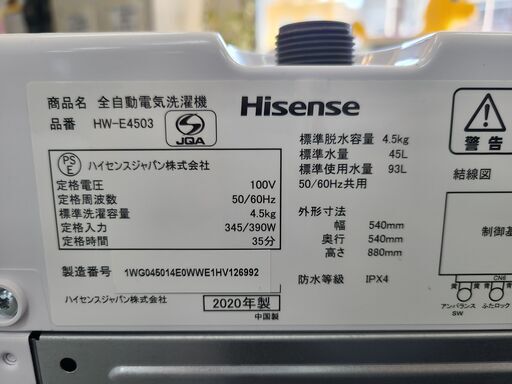 商品名 全自動電気洗濯機
品番 HW-E4503
S
JQA
Hisense
PS
E
ハイセンスジャパン株式会社
定格電圧 100V
定格周波数 50/60Hz
標準洗濯容量 4.5kg
定格入力 345/390W
定格時間 35分
製造番号 1WG045014E0WWE1HV126992
ハイセンスジャパン株式会社
2020年製
中国製
標準脱水容量 4.5kg
標準水量 45L
標準使用水量 93L
50/60Hz共用
外形寸法
幅 540mm
奥行 540mm
高さ 880mm
防水等級 IPX4
警告
結線図
制御基
CN6
黄 黄 黄 黄
アンバランス ふたロック
SW